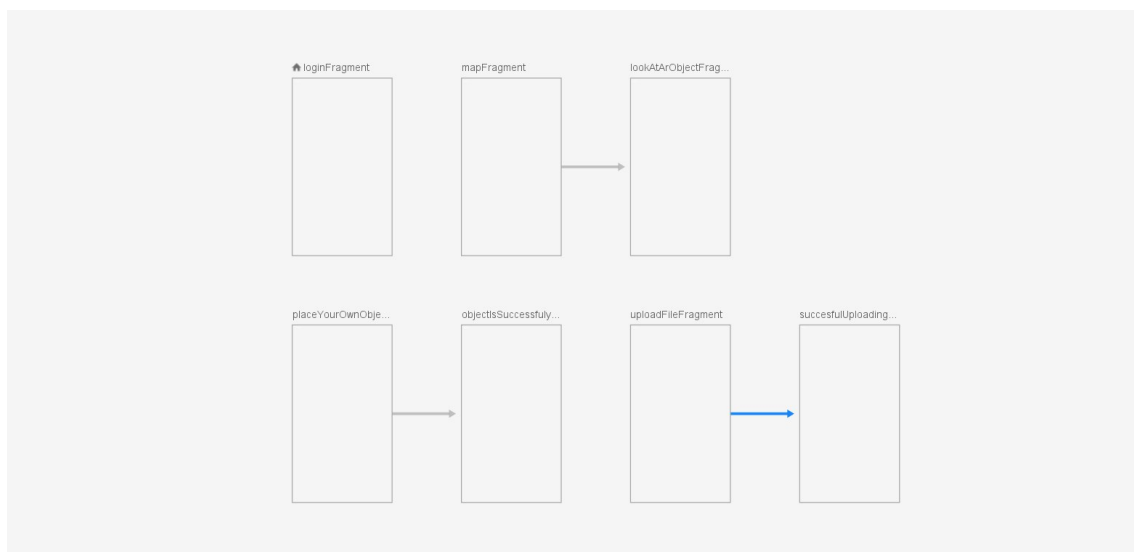 loginFragment
mapFragment
lookAtArObjectFrag...
placeYourOwnObje...
objectIsSuccessfuly...
uploadFileFragment
succesfulUploading...